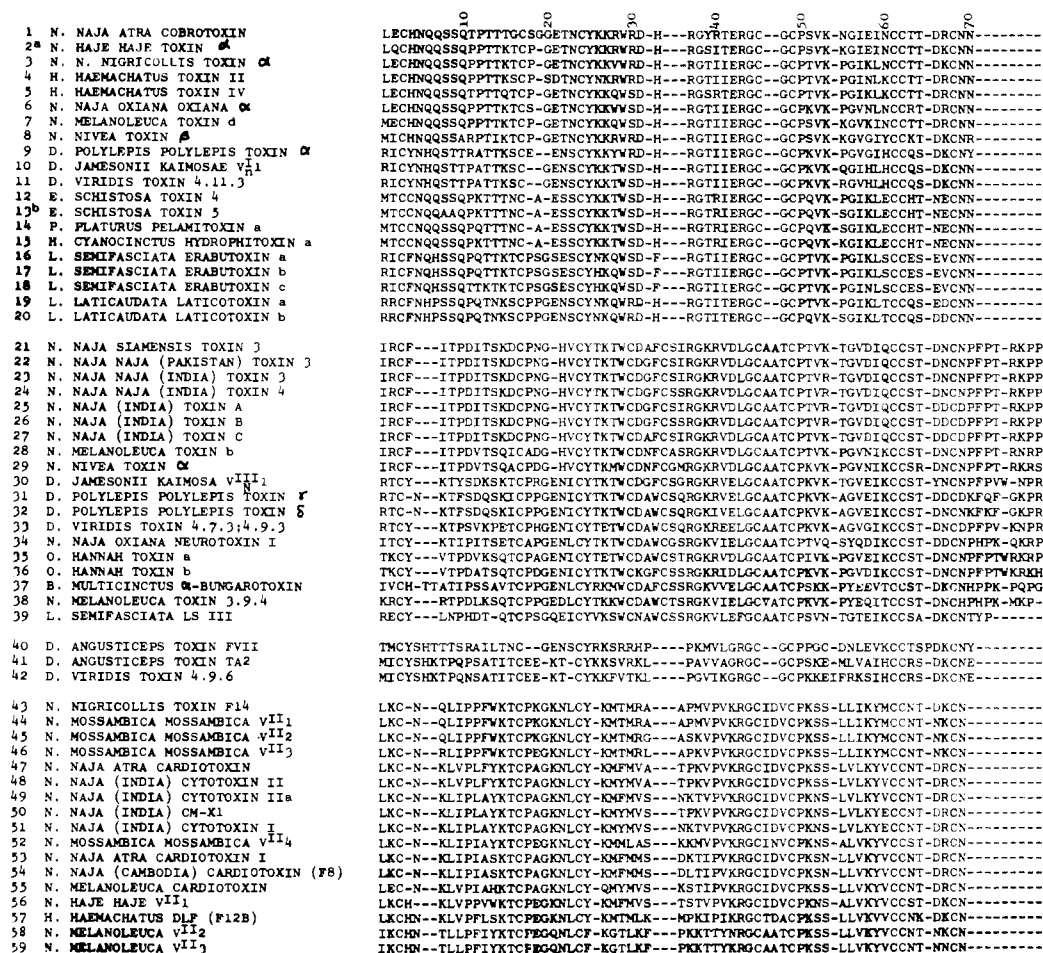 10 20 30 40 50 60 70
1 N. NAJA ATRA COBROTOXIN LECHNQQSSQTPTTTGCSGGETNCYKKRWRD-H---RGYRTERGC--GCPSVK-NGIEINCCTT-DRCNN-------
2a N. HAJE HAJE TOXIN α LQCHNQQSSQPPTTKTCP-GETNCYKKRWRD-H---RGSITERGC--GCPSVK-KGIEINCCTT-DKCNN-------
3 N. N. NIGRICOLLIS TOXIN α LECHNQQSSQPPTTKTCP-GETNCYKKVWRD-H---RGTIIERGC--GCPTVK-PGIKLNCCTT-DKCNN-------
4 H. HAEMACHATUS TOXIN II LECHNQQSSQPPTTKSCP-SDTNCYNKRWRD-H---RGTIIERGC--GCPTVK-PGINLKCCTT-DRCNN-------
5 H. HAEMACHATUS TOXIN IV LECHNQQSSQTPTTQTCP-GETNCYKKQWSD-H---RGSRTERGC--GCPTVK-PGIKLKCCTT-DRCNN-------
6 N. NAJA OXIANA OXIANA α LECHNQQSSQPPTTKTCS-GETNCYKKWWSD-H---RGTIIERGC--GCPKVK-PGVNLNCCRT-DRCNN-------
7 N. MELANOLEUCA TOXIN d MECHNQQSSQPPTTKTCP-GETNCYKKQWSD-H---RGTIIERGC--GCPSVK-KGVKINCCTT-DRCNN-------
8 N. NIVEA TOXIN β MICHNQQSSARPTIKTCP-GETNCYKKRWRD-H---RGTIIERGC--GCPSVK-KGVGIYCCKT-DKCNR-------
9 D. POLYLEPIS POLYLEPIS TOXIN α RICYNHQSTTRATTKSCE--ENSCYKKYWRD-H---RGTIIERGC--GCPKVK-PGVGIHCCQS-DKCNY-------
10 D. JAMESONII KAIMOSAE V^I_n1 RICYNHQSTTPATTKSC--GENSCYKKTWSD-H---RGTIIERGC--GCPKVK-QGIHLHCCQS-DKCNN-------
11 D. VIRIDIS TOXIN 4.11.3 RICYNHQSTTPATTKSC--GENSCYKKTWSD-H---RGTIIERGC--GCPKVK-RGVHLHCCQS-DKCNN-------
12 E. SCHISTOSA TOXIN 4 MTCCNQQSSQPKTTTNC-A-ESSCYKKTWSD-H---RGTRIERGC--GCPQVK-PGIKLECCHT-NECNN-------
13b E. SCHISTOSA TOXIN 5 MTCCNQQAAQPKTTTNC-A-ESSCYKKTWSD-H---RGTRIERGC--GCPQVK-SGIKLECCHT-NECNN-------
14 P. PLATURUS PELAMITOXIN a MTCCNQQSSQPKTTTNC-A-ESSCYKKTWSD-H---RGTRIERGC--GCPQVK-PGIKLECCHT-NECNN-------
15 H. CYANOCINCTUS HYDROPHITOXIN a MTCCNQQSSQPKTTTNC-A-ESSCYKKTWSD-H---RGTRIERGC--GCPQVK-KGIKLECCHT-NECNN-------
16 L. SEMIFASCIATA ERABUTOXIN a RICFNQHSSQPQTTKTCPSGSESCYNKQWSD-F---RGTIIERGC--GCPTVK-PGIKLSCCES-EVCNN-------
17 L. SEMIFASCIATA ERABUTOXIN b RICFNQHSSQPQTTKTCPSGSESCYHKQWSD-F---RGTIIERGC--GCPTVK-PGIKLSCCES-EVCNN-------
18 L. SEMIFASCIATA ERABUTOXIN c RICFNQHSSQTTKTKTCPSGSESCYHKQWSD-F---RGTIIERGC--GCPTVK-PGINLSCCES-EVCNN-------
19 L. LATICAUDATA LATICOTOXIN a RRCFNHPSSQPQTNKSCPPGENSCYNKQWRD-H---RGTITERGC--GCPTVK-PGIKLTCCQS-EDCNN-------
20 L. LATICAUDATA LATICOTOXIN b RRCFNHPSSQPQTNKSCPPGENSCYNKQWRD-H---RGTITERGC--GCPQVK-SGIKLTCCQS-DDCNN-------
21 N. NAJA SIAMENSIS TOXIN 3 IRCF---ITPDITSKDCPNG-HVCYTKTWCDAFCSIRGKRVDLGCAATCPTVK-TGVDIQCCST-DNCNPFPT-RKPP
22 N. NAJA NAJA (PAKISTAN) TOXIN 3 IRCF---ITPDITSKDCPNG-HVCYTKTWCDGFCSIRGKRVDLGCAATCPTVK-TGVDIQCCST-DNCNPFPT-RKPP
23 N. NAJA NAJA (INDIA) TOXIN 3 IRCF---ITPDITSKDCPNG-HVCYTKTWCDGFCSIRGKRVDLGCAATCPTVR-TGVDIQCCST-DNCNPFPT-RKPP
24 N. NAJA NAJA (INDIA) TOXIN 4 IRCF---ITPDITSKDCPNG-HVCYTKTWCDGFCSSRGKRVDLGCAATCPTVR-TGVDIQCCST-DNCNPFPT-RKPP
25 N. NAJA (INDIA) TOXIN A IRCF---ITPDITSKDCPNG-HVCYTKTWCDGFCSIRGKRVDLGCAATCPTVR-TGVDIQCCST-DDCDPFPT-RKPP
26 N. NAJA (INDIA) TOXIN B IRCF---ITPDITSKDCPNG-HVCYTKTWCDGFCSSRGKRVDLGCAATCPTVR-TGVDIQCCST-DDCDPFPT-RKPP
27 N. NAJA (INDIA) TOXIN C IRCF---ITPDITSKDCPNG-HVCYTKTWCDAFCSIRGKRVDLGCAATCPTVR-TGVDIQCCST-DDCDPFPT-RKPP
28 N. MELANOLEUCA TOXIN b IRCF---ITPDVTSQICADG-HVCYTKTWCDNFCASRGKRVDLGCAATCPTVK-PGVNIKCCST-DNCNPFPT-RNRP
29 N. NIVEA TOXIN α IRCF---ITPDVTSQACPDG-HVCYTKMWCDNFCGMRGKRVDLGCAATCPTVK-PGVNIKCCSR-DNCNPFPT-RKRS
30 D. JAMESONII KAIMOSA V^III_N1 RTCY---KTYSDKSKTCPRGENICYTKTWCDGFCSRGKRVELGCAATCPKVK-AGVEIKCCST-DYNCDNCNPFPVW-NPR
31 D. POLYLEPIS POLYLEPIS TOXIN γ RTC-N--KTFSDQSKICPPGENICYTKTWCDAWCSQRGKRVELGCAATCPKVK-AGVEIKCCST-DDCDKFQF-GKPR
32 D. POLYLEPIS POLYLEPIS TOXIN δ RTC-N--KTFSDQSKICPPGENICYTKTWCDAWCSQRGKIVELGCAATCPKVK-AGVEIKCCST-DNCNKFKF-GKPR
33 D. VIRIDIS TOXIN 4.7.3;4.9.3 RTCY---KTPSVKPETCPHGENICYTETWCDAWCSQRGKREELGCAATCPKVK-AGVGIKCCST-DNCDPFPV-KNPR
34 N. NAJA OXIANA NEUROTOXIN I ITCY---KTIPITSETCAPGENLCYTKTWCDAWCGSRGKVIELGCAATCPTVQ-SYQDIKCCST-DDCNPHPK-QKRP
35 O. HANNAH TOXIN a TKCY---VTPDVKSQTCPAGENICYTETWCDAWCSTRGKRVDLGCAATCPIVK-PGVEIKCCST-DNCNPFPTWRKRP
36 O. HANNAH TOXIN b TKCY---VTPDATSQTCPDGENICYTKTWCDGFCSSRGKRIDLGCAATCPKVK-PGVDIKCCST-DNCNPFPTWKRKH
37 B. MULTICINCTUS α-BUNGAROTOXIN IVCH-TTATIPSSAVTCPPGENLCYRKMWCDAFCSSRGKVVELGCAATCPSKK-PYEEVTCCST-DKCNHPPK-PQPG
38 N. MELANOLEUCA TOXIN 3.9.4 KRCY---RTPDLKSQTCPPGEDLCYTKKWCDAWCTSRGKVIELGCVATCPKVK-PYEQITCCST-DNCNPHPK-MKP-
39 L. SEMIFASCIATA LS III RECY---LNPHDT-QTCPSGQEICYVKSWCNAWCSSRGKVLEFGCAATCPSVN-TGTEIKCCSA-DKCNTYP------
40 D. ANGUSTICEPS TOXIN FVII TMCYSHTTTSRAILTNC---GENSCYRKSRRHP---PKMVLGRGC--GCPPGC-DNLEVKCCTSPDKCNY--------
41 D. ANGUSTICEPS TOXIN TA2 MICYSHKTPQPSATITCEE-KT-CYKKSVRKL----PAVVAGRGC--GCPSKE-MLVAIHCCRS-DKCNE-------
42 D. VIRIDIS TOXIN 4.9.6 MICYSHKTPQNSATITCEE-KT-CYKKFVTKL----PGVIKGRGC--GCPKKEIFRKSIHCCRS-DKCNE-------
43 N. NIGRICOLLIS TOXIN F14 LKC-N--QLIPPFWKTCPKGKNLCY-KMTMRA---APMVPVKRGCIDVCPKSS-LLIKYMCCNT-DKCN--------
44 N. MOSSAMBICA MOSSAMBICA V^II1 LKC-N--QLIPPFWKTCPKGKNLCY-KMTMRA---APMVPVKRGCIDVCPKSS-LLIKYMCCNT-NKCN--------
45 N. MOSSAMBICA MOSSAMBICA V^II2 LKC-N--QLIPPFWKTCPKGKNLCY-KMTMRG---ASKVPVKRGCIDVCPKSS-LLIKYMCCNT-DKCN--------
46 N. MOSSAMBICA MOSSAMBICA V^II3 LKC-N--RLIPPFWKTCPEGKNLCY-KMTMRL---APKVPVKRGCIDVCPKSS-LLIKYMCCNT-NKCN--------
47 N. NAJA ATRA CARDIOTOXIN LKC-N--KLVPLFYKTCPAGKNLCY-KMFMVA---TPKVPVKRGCIDVCPKSS-LLVKYVCCNT-DRCN--------
48 N. NAJA (INDIA) CYTOTOXIN II LKC-N--KLVPLFYKTCPAGKNLCY-KMYMVA---TPKVPVKRGCIDVCPKSS-LLVKYVCCNT-DRCN--------
49 N. NAJA (INDIA) CYTOTOXIN IIa LKC-N--KLIPLAYKTCPAGKNLCY-KMFMVS---NKTVPVKRGCIDVCPKNS-LVLKYVCCNT-DRCN--------
50 N. NAJA (INDIA) CM-X1 LKC-N--KLIPLAYKTCPAGKNLCY-KMYMVS---NKTVPVKRGCIDVCPKNS-LVLKYECCNT-DRCN--------
51 N. NAJA (INDIA) CYTOTOXIN I LKC-N--KLIPLAYKTCPAGKNLCY-KMYMVS---NKTVPVKRGCIDVCPKNS-LVLKYVCCNT-DRCN--------
52 N. MOSSAMBICA MOSSAMBICA V^II4 LKC-N--KLIPIAYKTCPEGKNLCY-KMMLAS---KKMVPVKRGCINVCPKNS-ALVKYVCCST-DRCN--------
53 N. NAJA ATRA CARDIOTOXIN I LKC-N--KLIPIASKTCPAGKNLCY-KMFMMS---DKTIPVKRGCIDVCPKNS-LLVKYVCCNT-DRCN--------
54 N. NAJA (CAMBODIA) CARDIOTOXIN (F8) LKC-N--KLIPIASKTCPAGKNLCY-KMFMMS---DLTIPVKRGCIDVCPKNS-LLVKYVCCNT-DRCN--------
55 N. MELANOLEUCA CARDIOTOXIN LEC-N--KLVPIAHKTCPAGKNLCY-QMYMVS---KSTIPVKRGCIDVCPKSS-LLVKYVCCNT-DRCN--------
56 N. HAJE HAJE V^II1 LKCH---KLVPPVWKTCPEGKNLCY-KMFMVS---TSTVPVKRGCIDVCPKNS-ALVKYVCCST-DKCN--------
57 H. HAEMACHATUS DLF (F12B) LKCHN--KLVPFLSKTCPEGKNLCY-KMTMLK---MPKIPIKRGCTDACPKSS-LLVKVVCCNK-DKCN--------
58 N. MELANOLEUCA V^II2 IKCHN--TLLPFIYKTCPEGQNLCF-KGTLKF---PKKTTYNRGCAATCPKSS-LLVKYVCCNT-NKCN--------
59 N. MELANOLEUCA V^II3 IKCHN--TLLPFIYKTCPEGQNLCF-KGTLKF---PKKTTYKRGCAATCPKSS-LLVKYVCCNT-NNCN--------